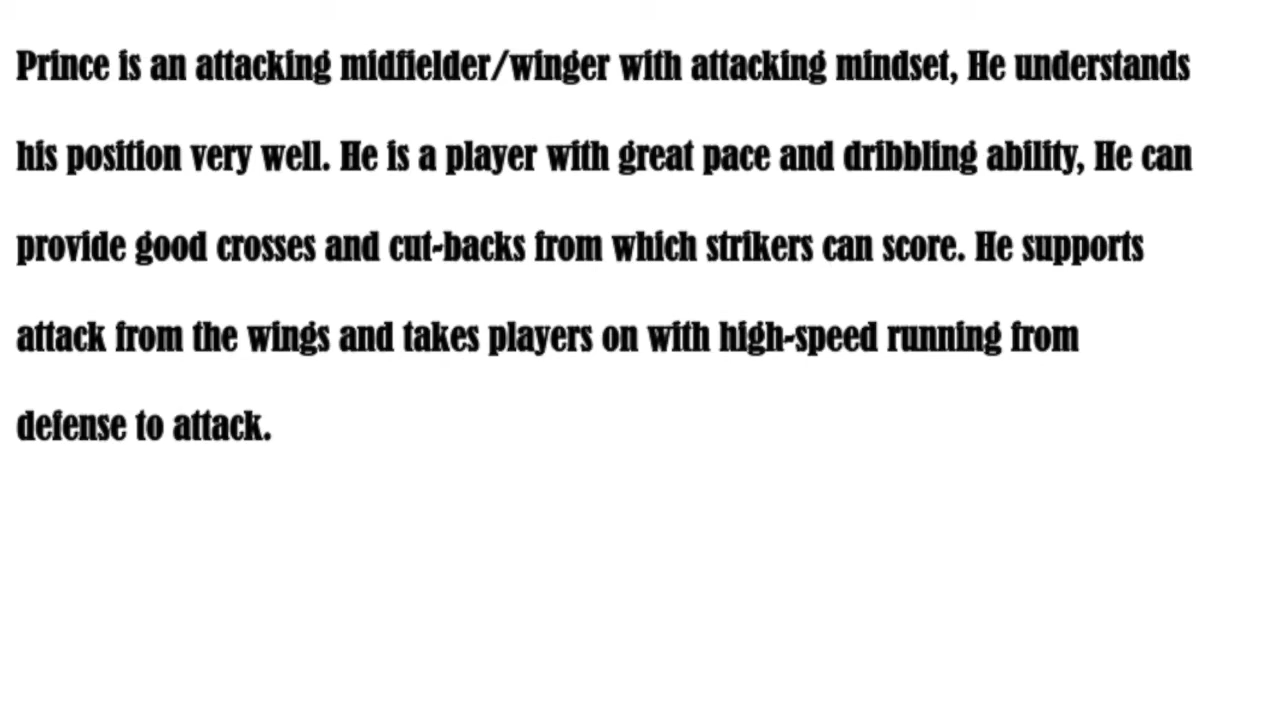 Prince is an attacking midfielder/winger with attacking mindset, He understands
his position very well. He is a player with great pace and dribbling ability, He can
provide good crosses and cut-backs from which strikers can score. He supports
attack from the wings and takes players on with high-speed running from
defense to attack.